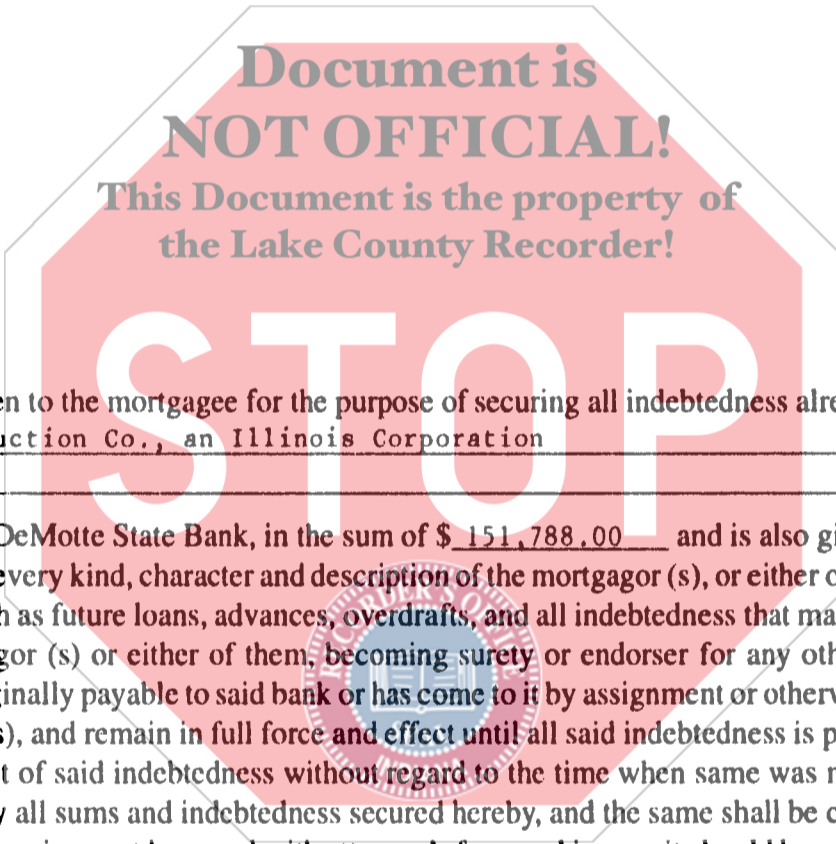 Document is
NOT OFFICIAL!
This Document is the property of
the Lake County Recorder!
STOP
en to the mortgagee for the purpose of securing all indebtedness alre
uction Co., an Illinois Corporation
DeMotte State Bank, in the sum of $ 151,788.00 and is also gi
every kind, character and description of the mortgagor (s), or either o
h as future loans, advances, overdrafts, and all indebtedness that ma
gor (s) or either of them, becoming surety or endorser for any oth
ginally payable to said bank or has come to it by assignment or otherw
s), and remain in full force and effect until all said indebtedness is p
t of said indebtedness without regard to the time when same was m
y all sums and indebtedness secured hereby, and the same shall be c
RECORDER'S OFFICE